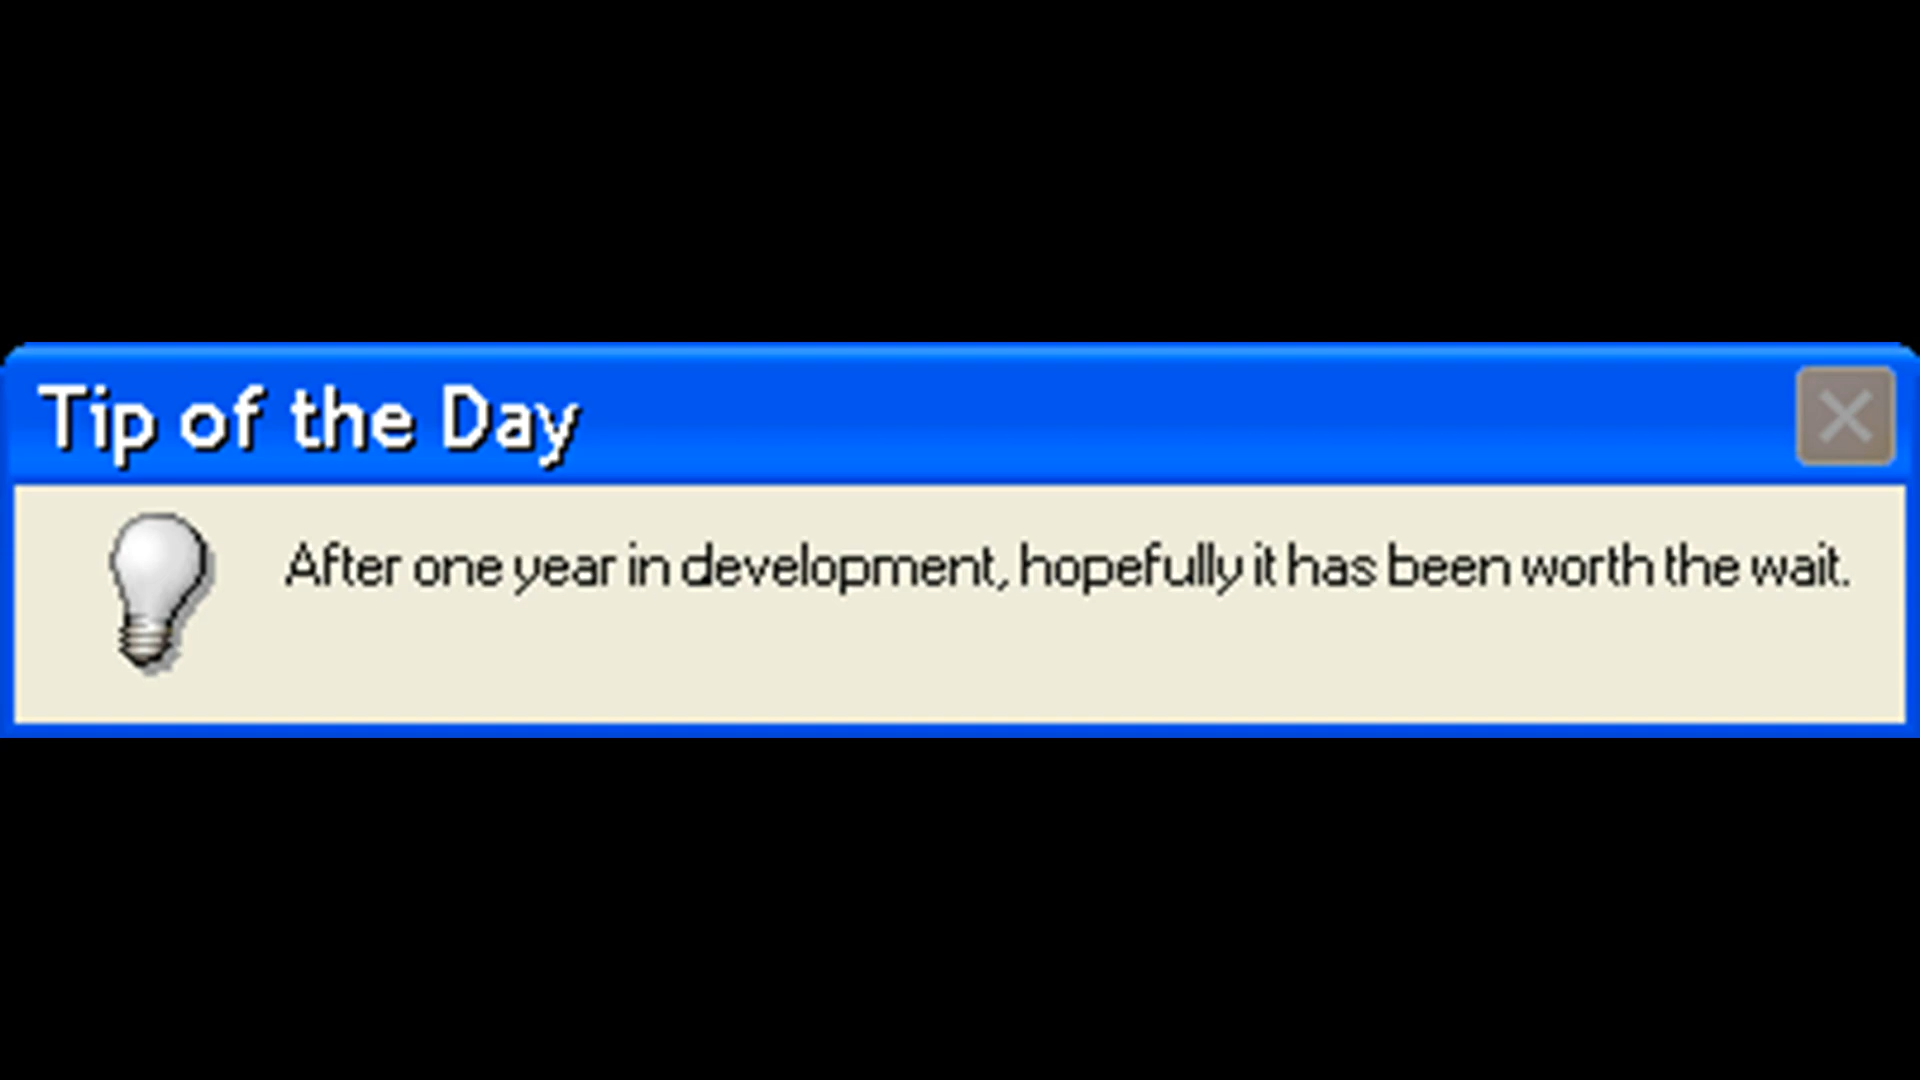 Tip of the Day
After one year in development, hopefully it has been worth the wait.